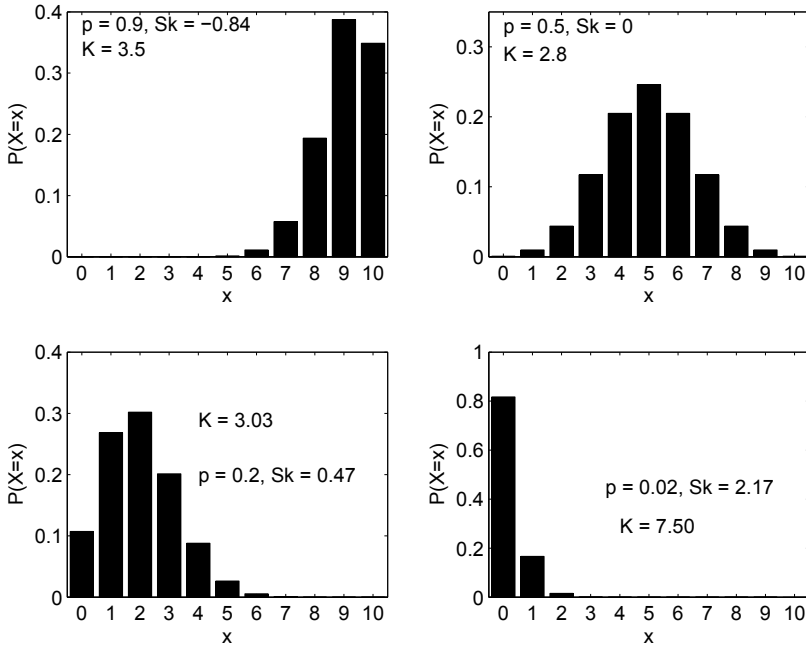 0.4
0.3
0.2
0.1
0
P(X=x)
p = 0.9, Sk = −0.84
K = 3.5
0 1 2 3 4 5 6 7 8 9 10
x
0.3
0.2
0.1
0
P(X=x)
p = 0.5, Sk = 0
K = 2.8
0 1 2 3 4 5 6 7 8 9 10
x
0.4
0.3
0.2
0.1
0
P(X=x)
K = 3.03
p = 0.2, Sk = 0.47
0 1 2 3 4 5 6 7 8 9 10
x
1
0.8
0.6
0.4
0.2
0
P(X=x)
p = 0.02, Sk = 2.17
K = 7.50
0 1 2 3 4 5 6 7 8 9 10
x